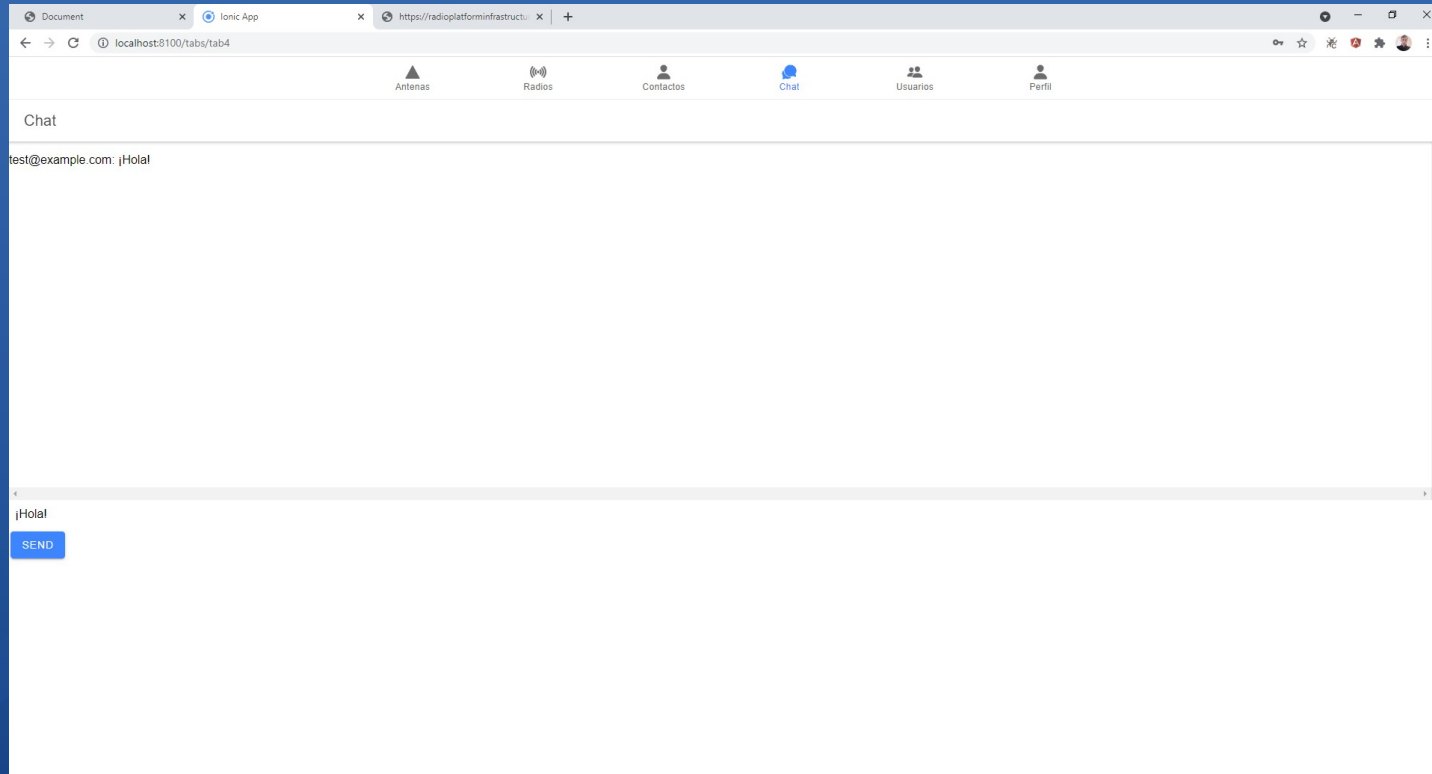 Document
Ionic App
https://radioplatforminfrastructu
localhost:8100/tabs/tab4
Antenas Radios Contactos Chat Usuarios Perfil
Chat
test@example.com: ¡Hola!
¡Hola!
SEND